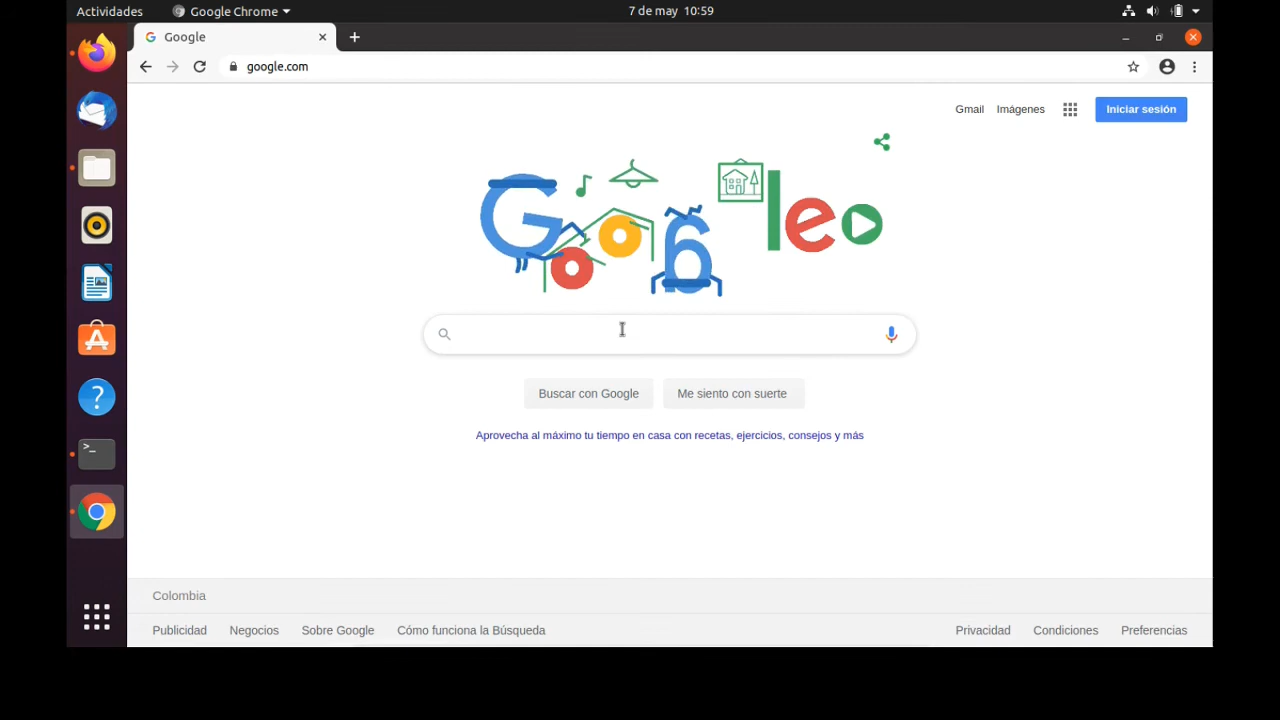 Actividades Google Chrome 7 de may 10:59
Google
google.com
Gmail Imágenes Iniciar sesión
Google
Buscar con Google Me siento con suerte
Aprovecha al máximo tu tiempo en casa con recetas, ejercicios, consejos y más
Colombia
Publicidad Negocios Sobre Google Cómo funciona la Búsqueda Privacidad Condiciones Preferencias